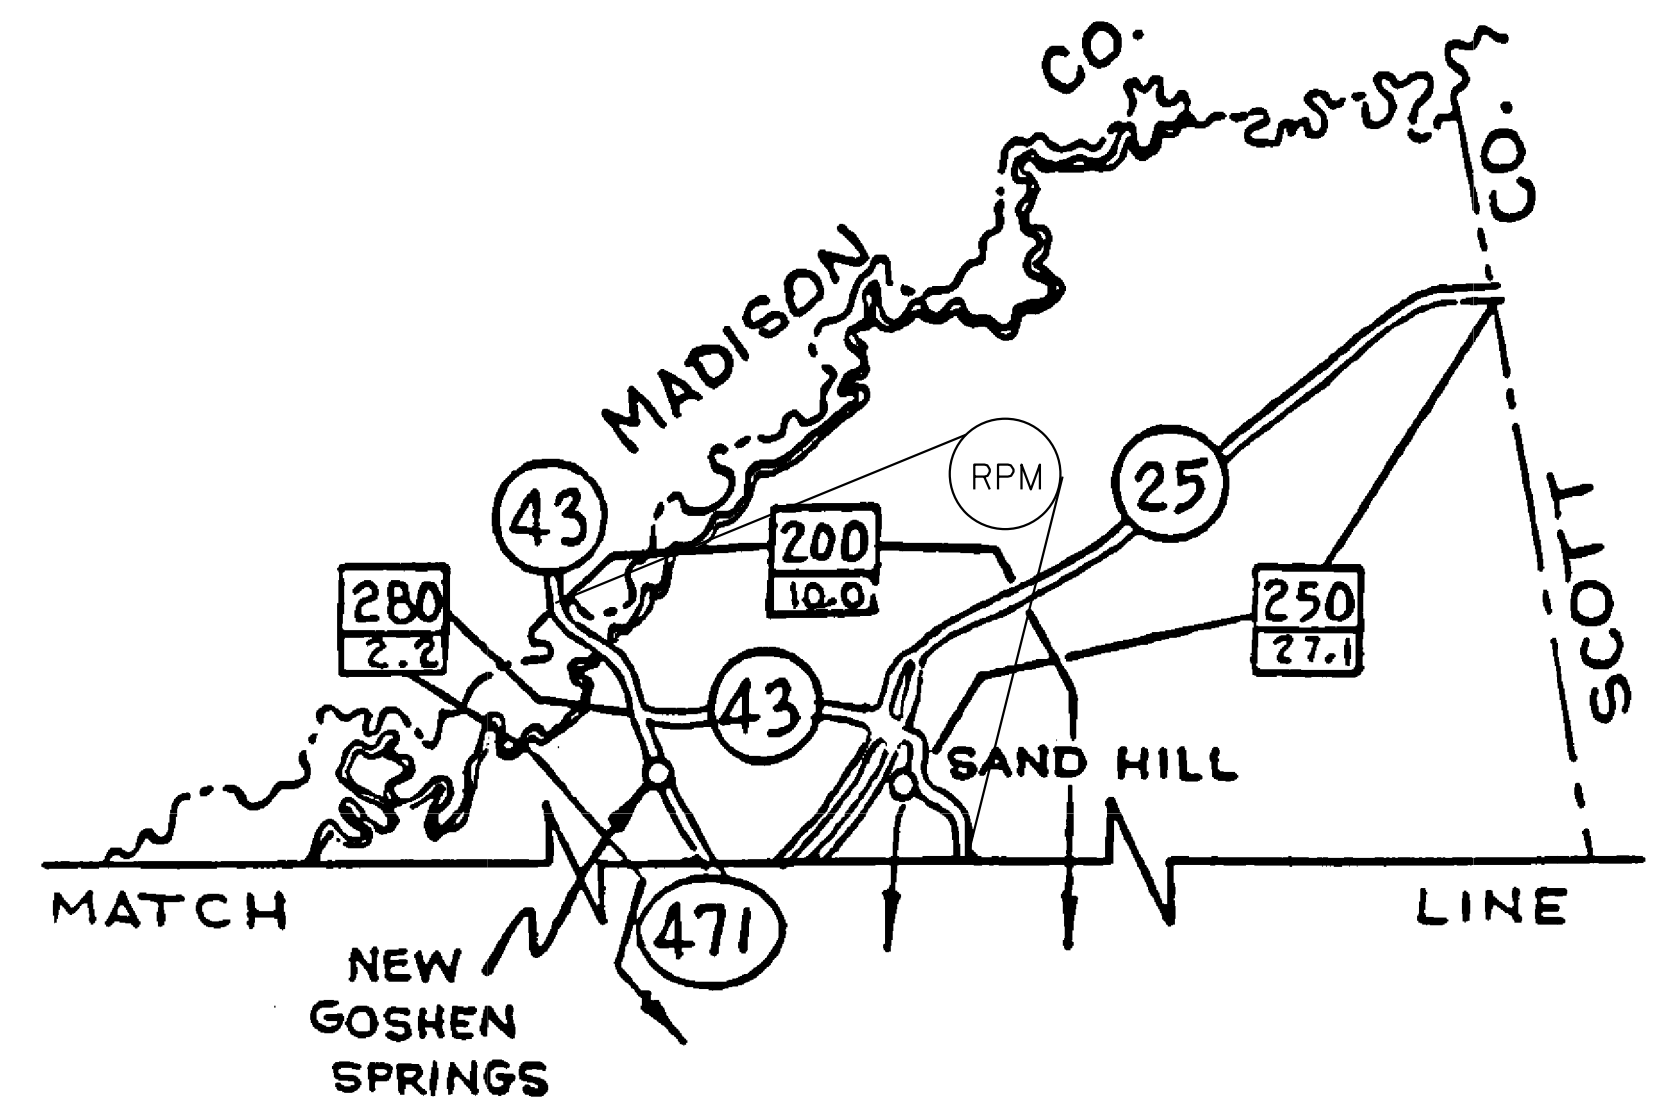 CO.
CO.
MADISON
RPM
25
43
200
10.0
280
2.2
250
27.1
SCOTT
43
SAND HILL
MATCH
LINE
471
NEW
GOSHEN
SPRINGS